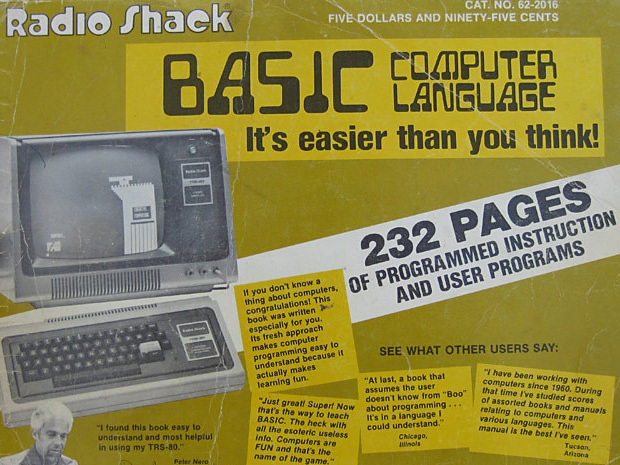 Radio Shack
CAT. NO. 62-2016
FIVE DOLLARS AND NINETY-FIVE CENTS
BASIC COMPUTER
LANGUAGE
It's easier than you think!
Radio Shack
232 PAGES
OF PROGRAMMED INSTRUCTION
AND USER PROGRAMS
If you don't know a
thing about computers,
congratulations! This
book was written
especially for you.
Its fresh approach
makes computer
programming easy to
understand because it
actually makes
learning fun.
Radio Shack
SEE WHAT OTHER USERS SAY:
"I found this book easy to
understand and most helpful
in using my TRS-80."
Peter Nero
"Just great! Super! Now
that's the way to teach
BASIC. The heck with
all the esoteric useless
info. Computers are
FUN and that's the
name of the game."
"At last, a book that
assumes the user
doesn't know from "Boo"
about programming . . .
It's in a language I
could understand."
Chicago,
Illinois
"I have been working with
computers since 1960. During
that time I've studied scores
of assorted books and manuals
relating to computers and
various languages. This
manual is the best I've seen."
Tucson,
Arizona